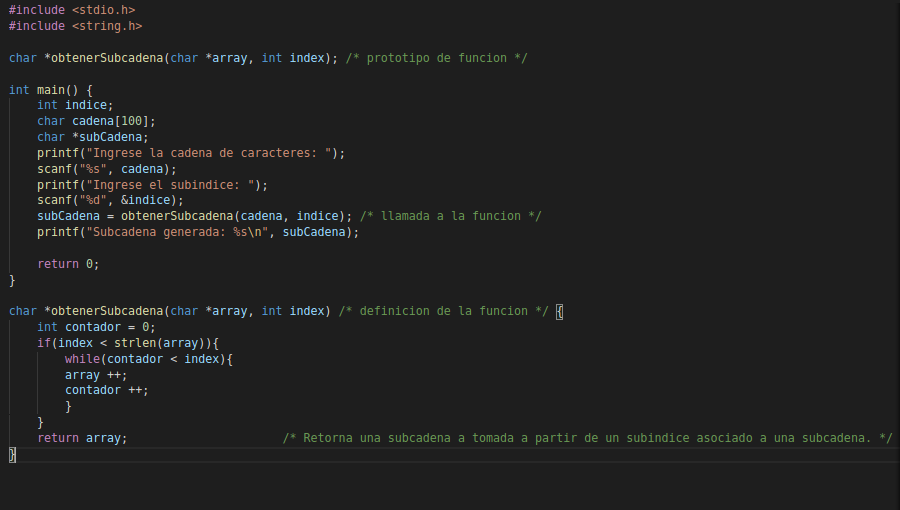 #include <stdio.h>
#include <string.h>
char *obtenerSubcadena(char *array, int index); /* prototipo de funcion */
int main() {
int indice;
char cadena[100];
char *subCadena;
printf("Ingrese la cadena de caracteres: ");
scanf("%s", cadena);
printf("Ingrese el subindice: ");
scanf("%d", &indice);
subCadena = obtenerSubcadena(cadena, indice); /* llamada a la funcion */
printf("Subcadena generada: %s\n", subCadena);
return 0;
}
char *obtenerSubcadena(char *array, int index) /* definicion de la funcion */ {
int contador = 0;
if(index < strlen(array)){
while(contador < index){
array ++;
contador ++;
}
}
return array; /* Retorna una subcadena a tomada a partir de un subindice asociado a una subcadena. */
}